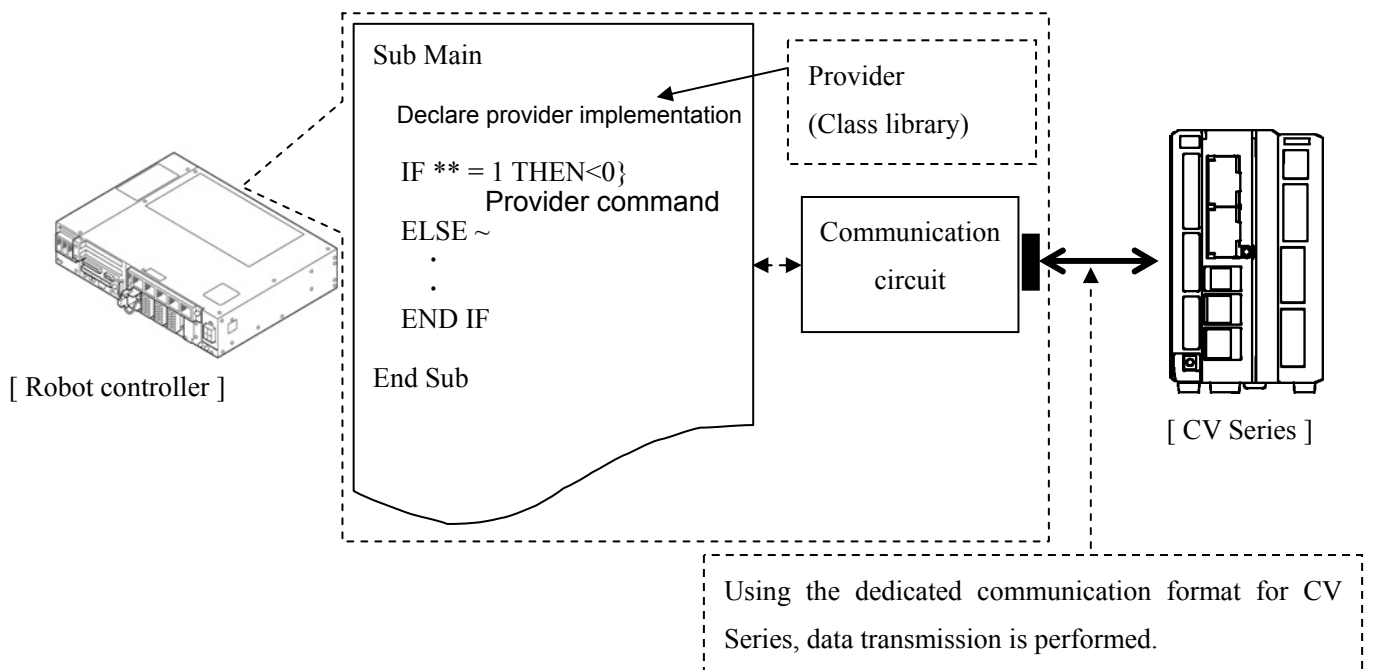 Sub Main
Declare provider implementation
IF ** = 1 THEN<0}
Provider command
ELSE ~
.
.
END IF
End Sub
Provider
(Class library)
Communication
circuit
[ Robot controller ]
[ CV Series ]
Using the dedicated communication format for CV
Series, data transmission is performed.